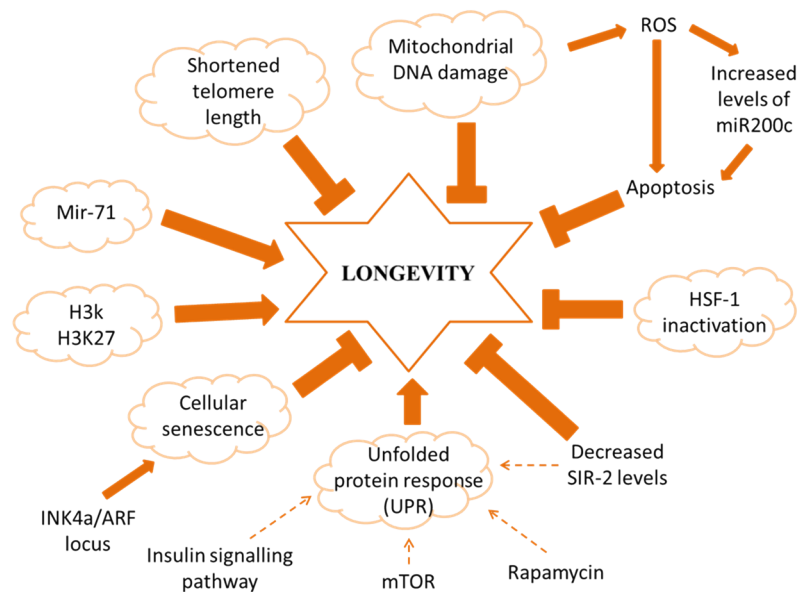 Shortened
telomere
length
Mitochondrial
DNA damage
ROS
Increased
levels of
miR200c
Apoptosis
Mir-71
LONGEVITY
H3k
H3K27
HSF-1
inactivation
Cellular
senescence
Unfolded
protein response
(UPR)
Decreased
SIR-2 levels
INK4a/ARF
locus
Insulin signalling
pathway
mTOR
Rapamycin